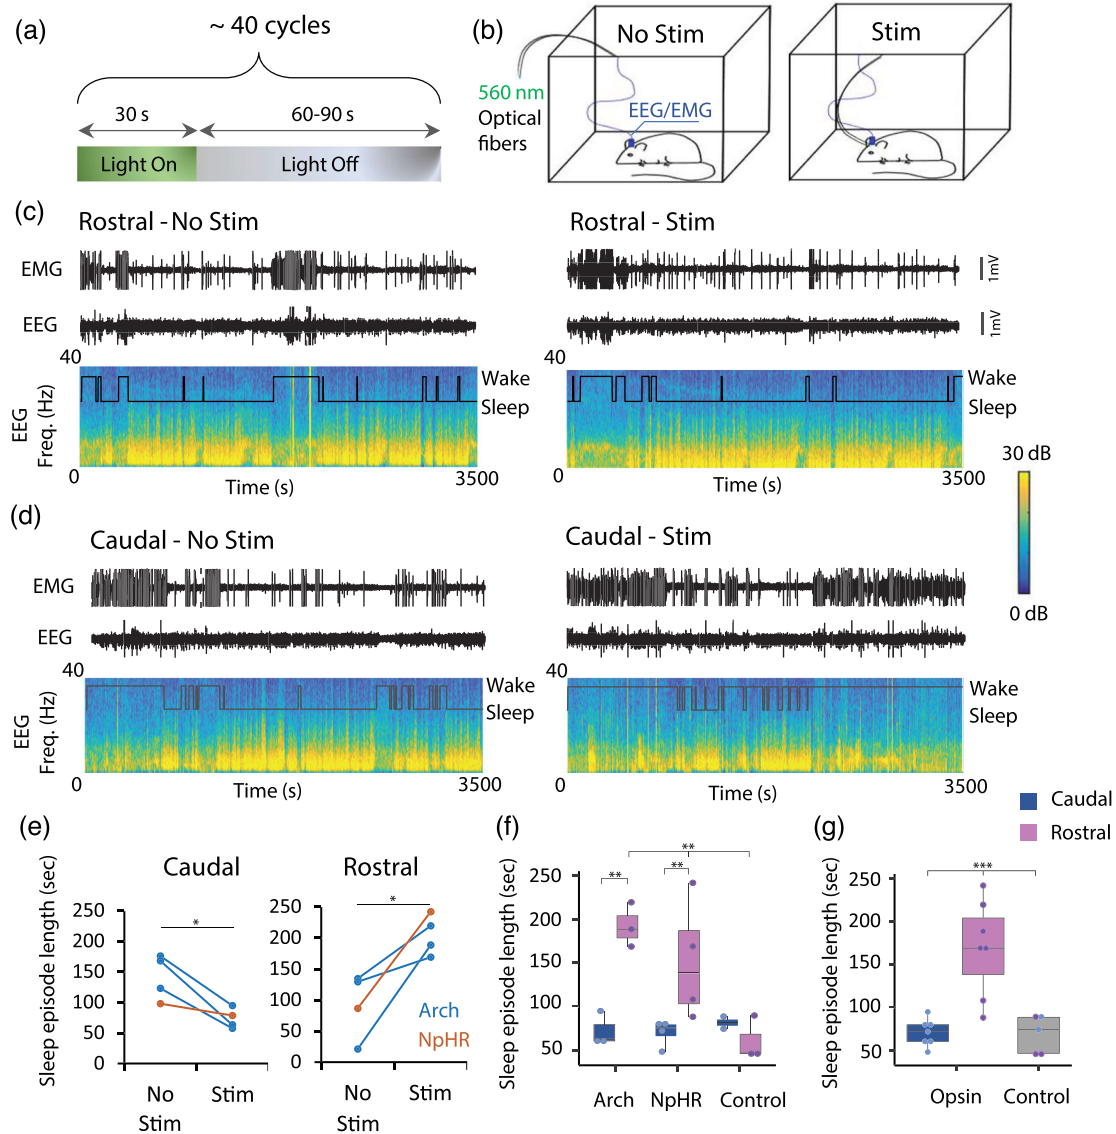 (a)
~ 40 cycles
30 s
60-90 s
Light On
Light Off
(b)
No Stim
Stim
560 nm
Optical
fibers
EEG/EMG
(c)
Rostral - No Stim
Rostral - Stim
EMG
1mV
EEG
1mV
40
Wake
Sleep
Wake
Sleep
EEG
Freq. (Hz)
0
Time (s)
3500
Time (s)
3500
30 dB
0 dB
(d)
Caudal - No Stim
Caudal - Stim
EMG
EEG
40
Wake
Sleep
Wake
Sleep
EEG
Freq. (Hz)
0
Time (s)
3500
Time (s)
3500
Caudal
Rostral
(e)
Caudal
Rostral
Sleep episode length (sec)
250
200
150
100
50
0
*
No
Stim
Stim
250
200
150
100
50
0
*
Arch
NpHR
No
Stim
Stim
(f)
Sleep episode length (sec)
250
200
150
100
50
**
**
**
Arch
NpHR
Control
(g)
Sleep episode length (sec)
250
200
150
100
50
***
Opsin
Control